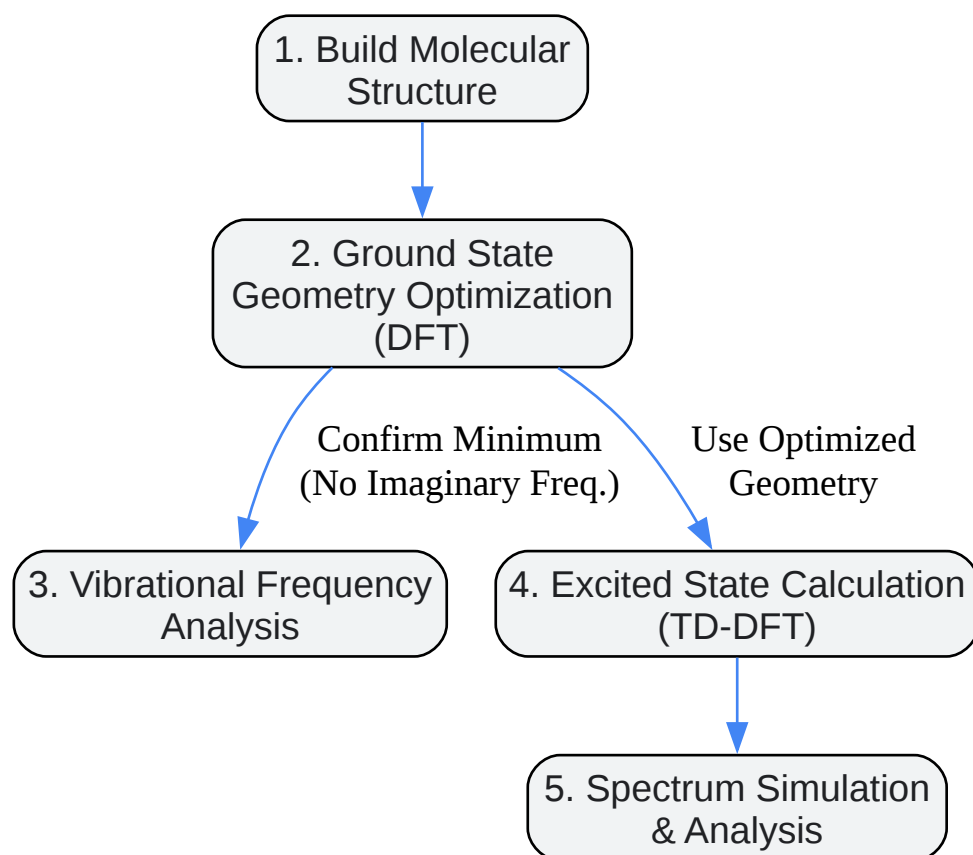 1. Build Molecular
Structure
2. Ground State
Geometry Optimization
(DFT)
Confirm Minimum
(No Imaginary Freq.)
Use Optimized
Geometry
3. Vibrational Frequency
Analysis
4. Excited State Calculation
(TD-DFT)
5. Spectrum Simulation
& Analysis